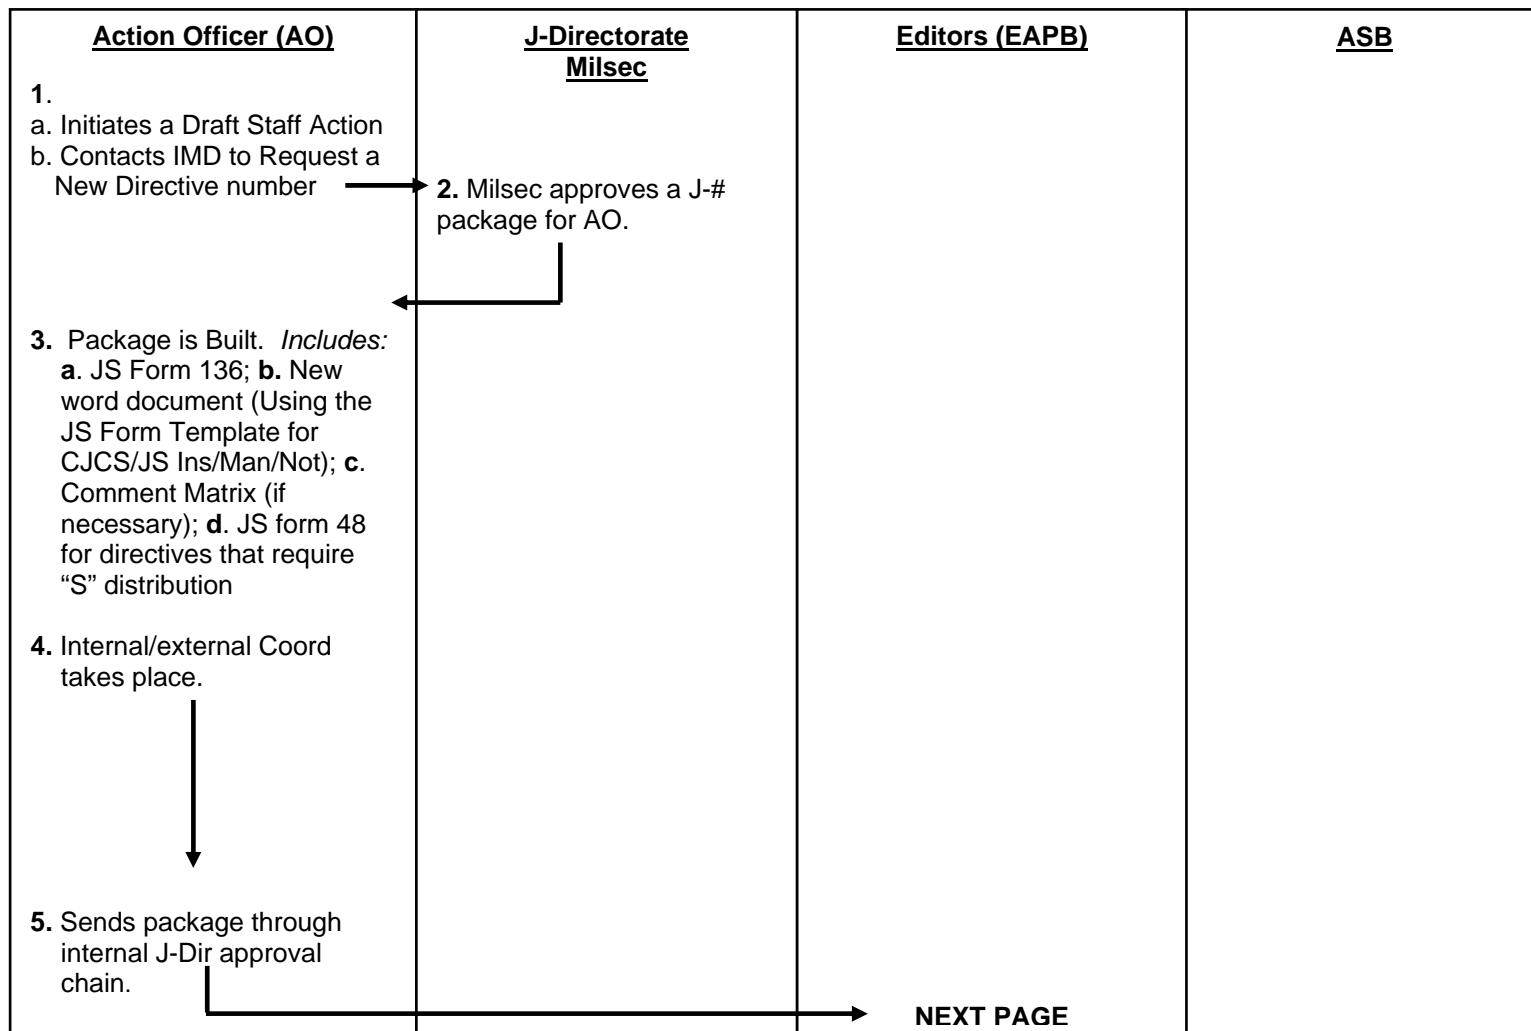 Action Officer (AO)
J-Directorate
Milsec
Editors (EAPB)
ASB
1.
a. Initiates a Draft Staff Action
b. Contacts IMD to Request a
New Directive number
2. Milsec approves a J-#
package for AO.
3. Package is Built. Includes:
a. JS Form 136; b. New
word document (Using the
JS Form Template for
CJCS/JS Ins/Man/Not); c.
Comment Matrix (if
necessary); d. JS form 48
for directives that require
“S” distribution
4. Internal/external Coord
takes place.
5. Sends package through
internal J-Dir approval
chain.
NEXT PAGE